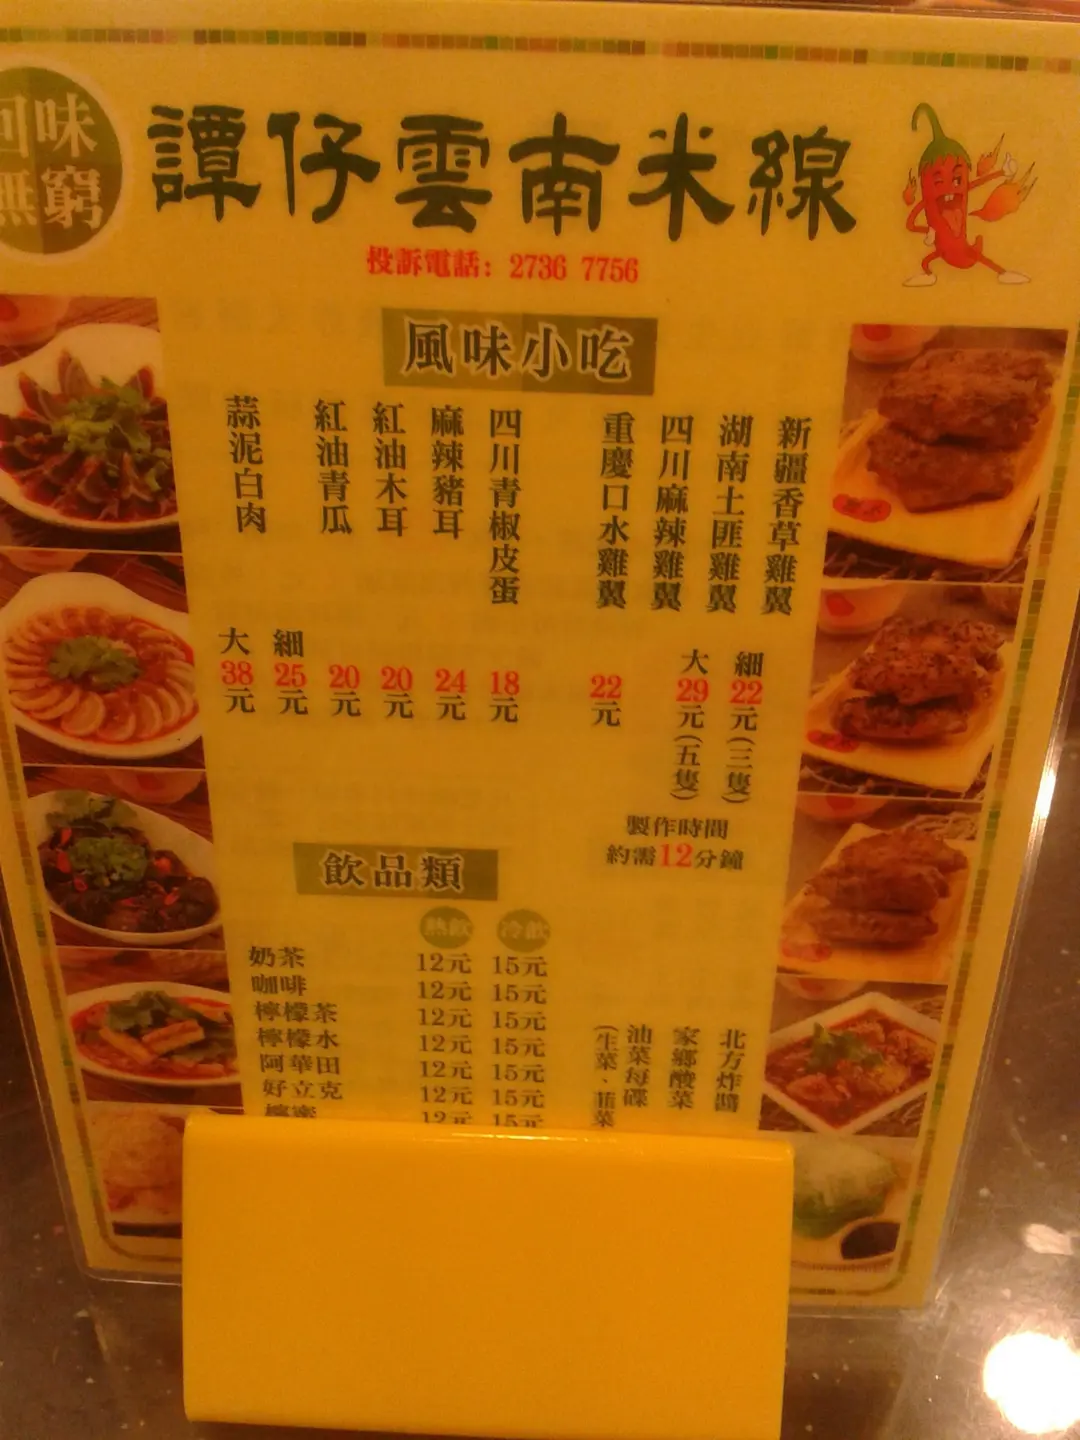 回味
無窮
譚仔雲南米線
投訴電話: 2736 7756
風味小吃
新疆香草雞翼
湖南土匪雞翼
四川麻辣雞翼
重慶口水雞翼
四川青椒皮蛋
麻辣豬耳
紅油木耳
紅油青瓜
蒜泥白肉
細 22元(三隻)
大 29元(五隻)
22元
18元
24元
20元
20元
細 25元
大 38元
製作時間
約需12分鐘
飲品類
熱飲 冷飲
奶茶 12元 15元
咖啡 12元 15元
檸檬茶 12元 15元
檸檬水 12元 15元
阿華田 12元 15元
好立克 12元 15元
檸蜜 12元 15元
北方炸醬
家鄉酸菜
油菜每碟
(生菜、韮菜